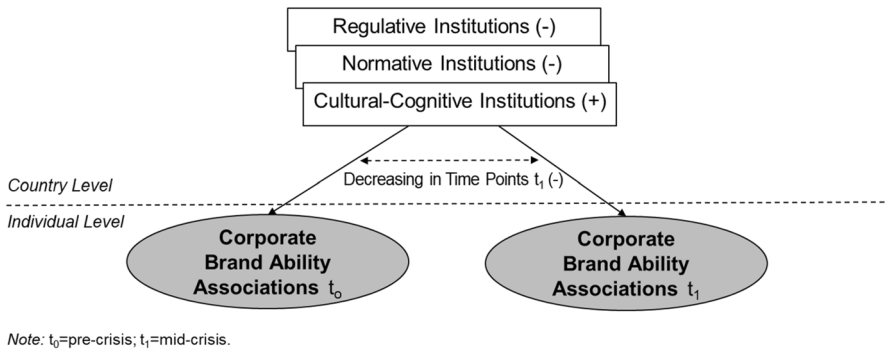 Regulative Institutions (-)
Normative Institutions (-)
Cultural-Cognitive Institutions (+)
Decreasing in Time Points t₁ (-)
Country Level
Individual Level
Corporate
Brand Ability
Associations tₒ
Corporate
Brand Ability
Associations t₁
Note: t₀=pre-crisis; t₁=mid-crisis.